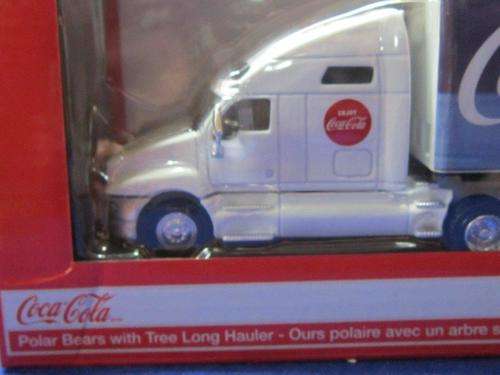 ENJOY
Coca-Cola
Coca-Cola
Polar Bears with Tree Long Hauler - Ours polaire avec un arbre s